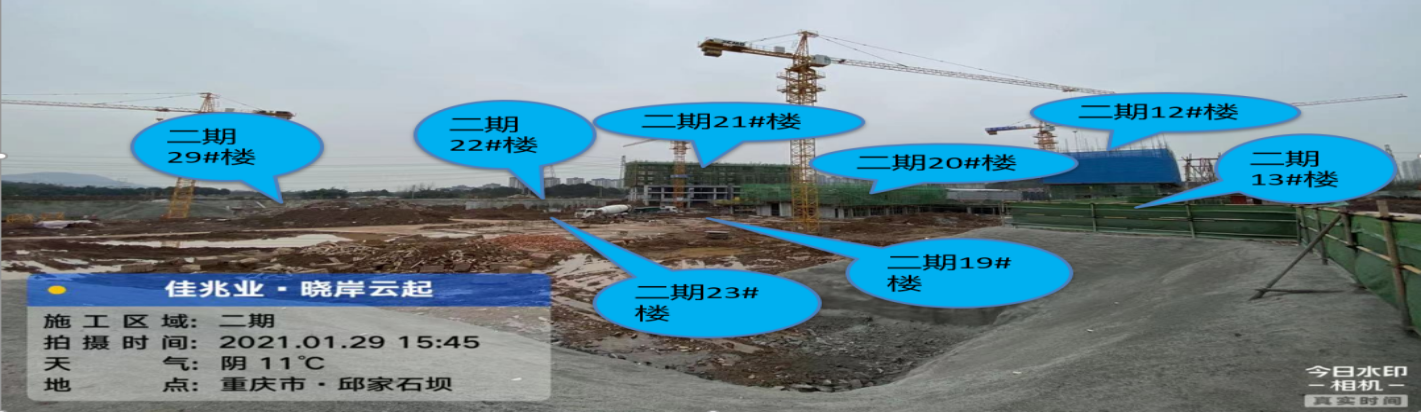 二期
29#楼
二期
22#楼
二期21#楼
二期20#楼
二期12#楼
二期
13#楼
二期23#
楼
二期19#
楼
佳兆业·晓岸云起
施工区域：二期
拍摄时间：2021.01.29 15:45
天气：阴 11℃
地点：重庆市·邱家石坝
今日水印
-相机-
真实时间